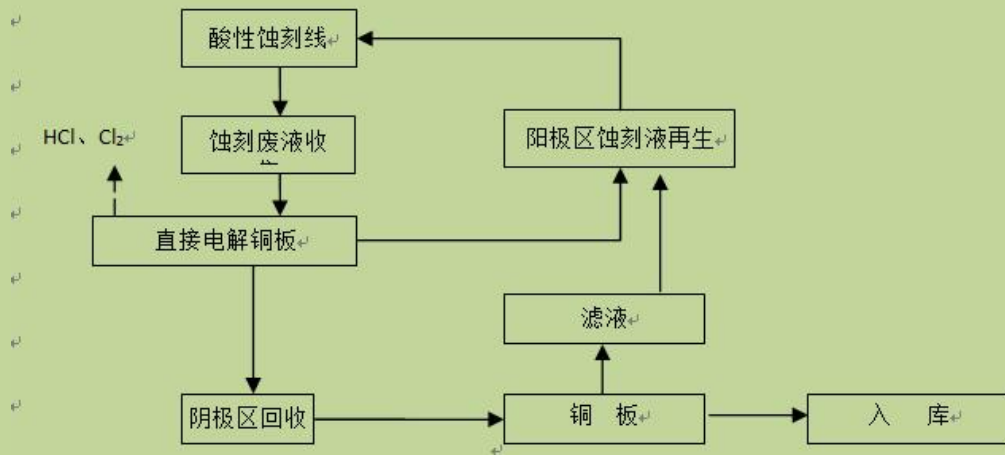 酸性蚀刻线
HCl、Cl₂
蚀刻废液收
阳极区蚀刻液再生
直接电解铜板
滤液
阴极区回收
铜 板
入 库